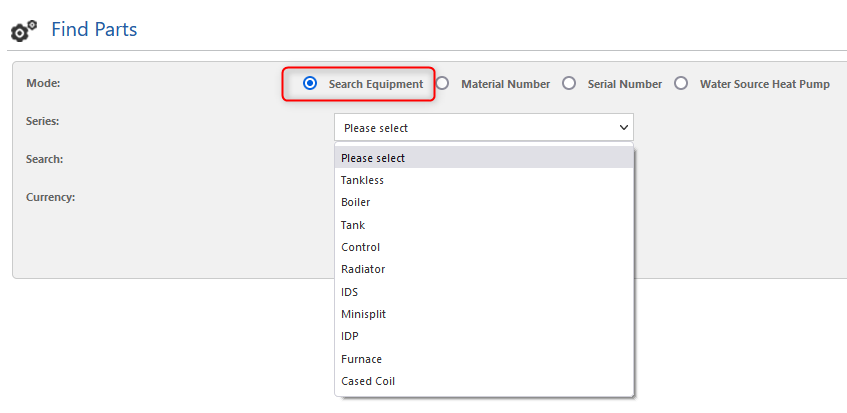 Find Parts
Mode: Search Equipment Material Number Serial Number Water Source Heat Pump
Series: Please select
Search:
Currency:
Please select
Tankless
Boiler
Tank
Control
Radiator
IDS
Minisplit
IDP
Furnace
Cased Coil